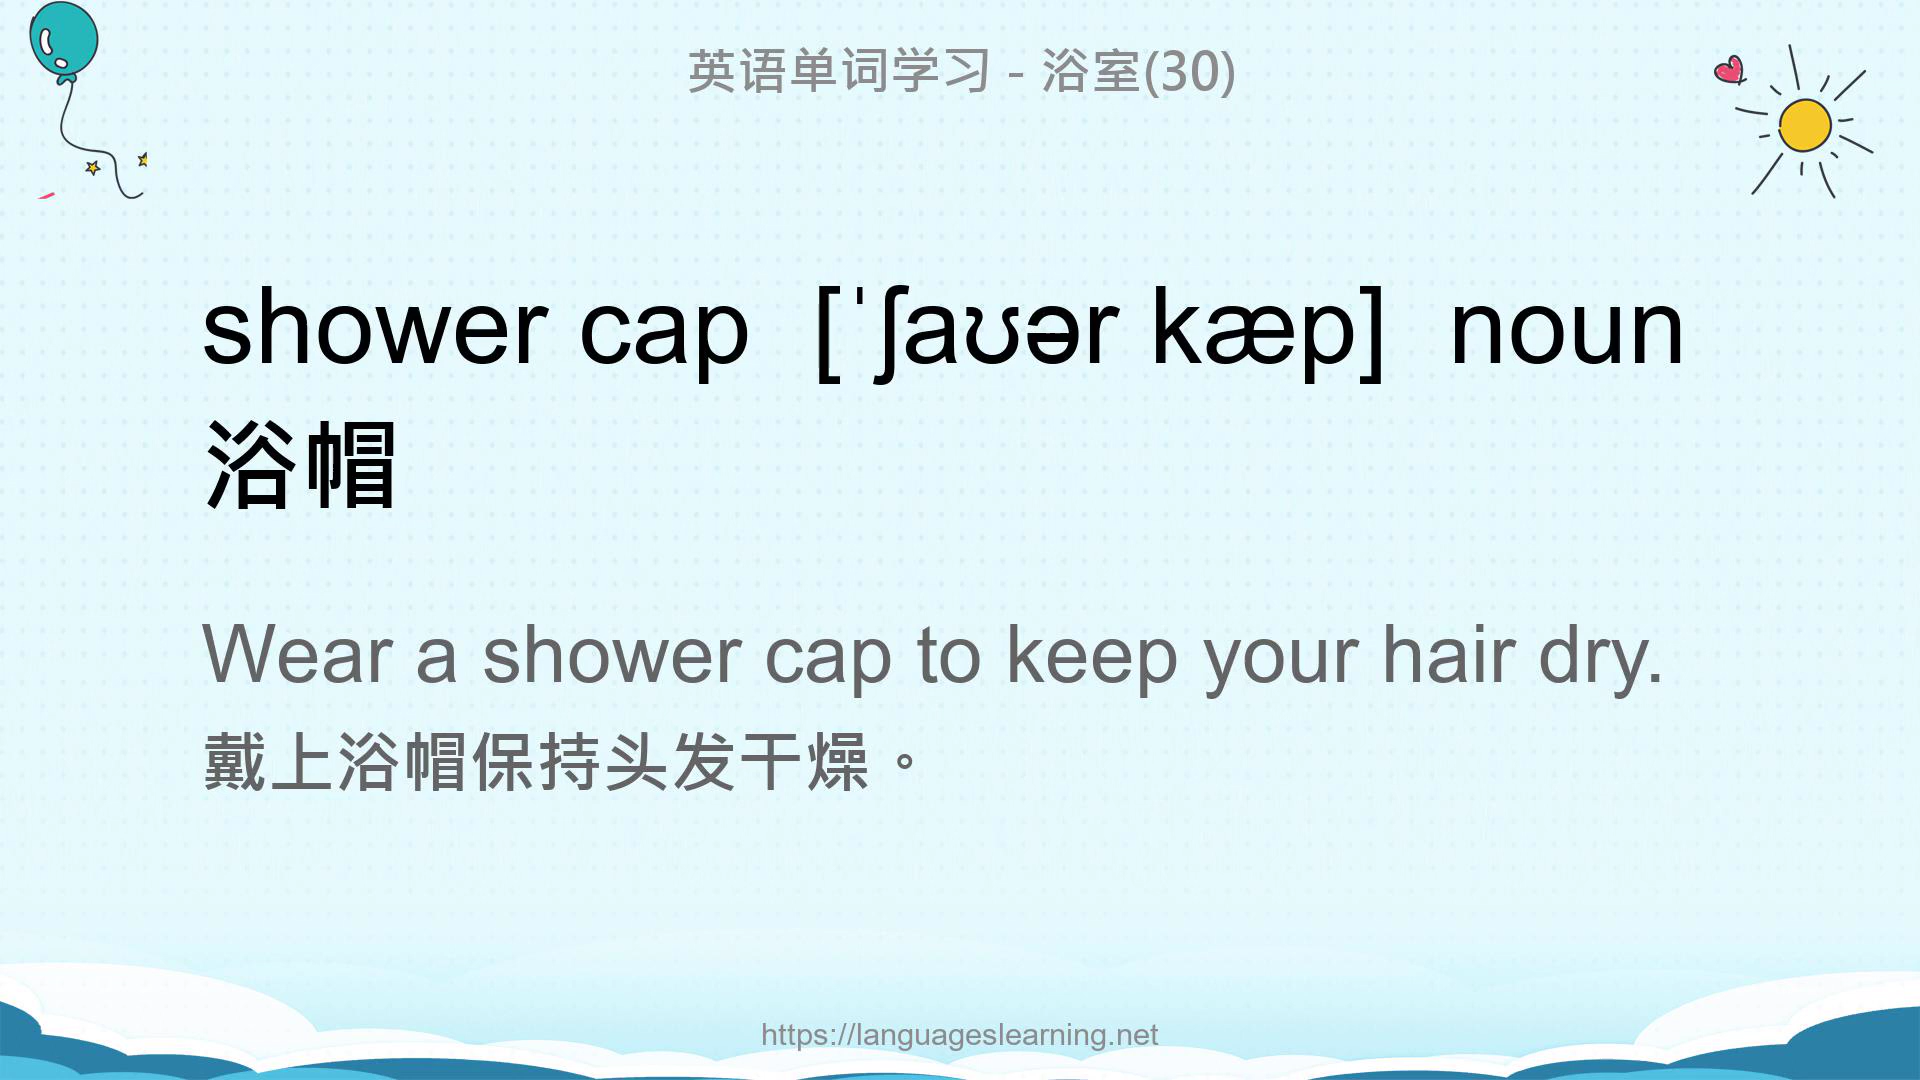 英语单词学习 - 浴室(30)
shower cap [ˈʃaʊər kæp] noun
浴帽
Wear a shower cap to keep your hair dry.
戴上浴帽保持头发干燥。
https://languageslearning.net